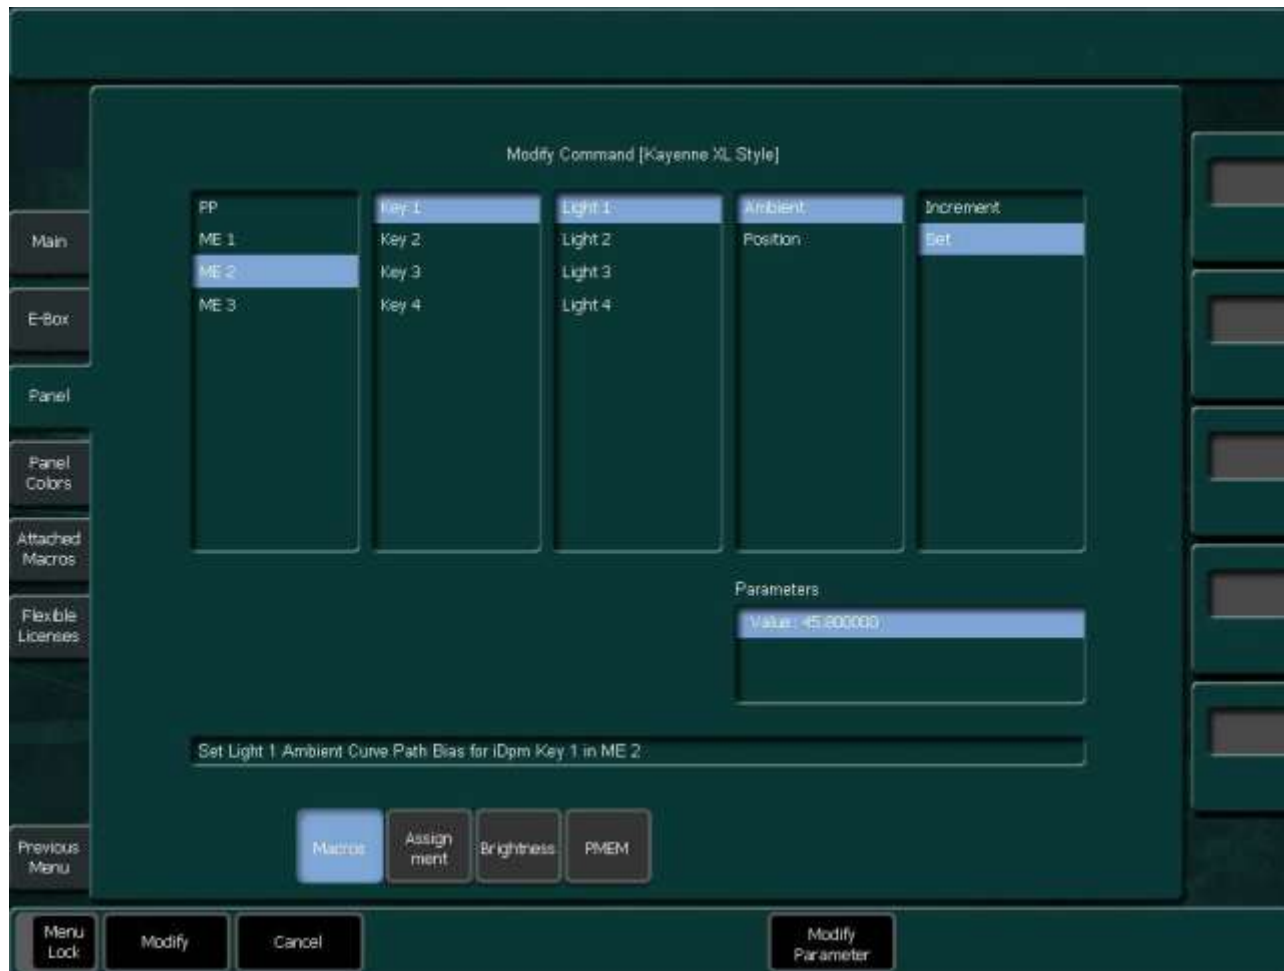 Modify Command [Kayenne XL Style]
PP
ME 1
ME 2
ME 3
Key 1
Key 2
Key 3
Key 4
Light 1
Light 2
Light 3
Light 4
Ambient
Position
Increment
Set
Main
E-Box
Panel
Panel
Colors
Attached
Macros
Flexible
Licenses
Previous
Menu
Parameters
Value: 45.800000
Set Light 1 Ambient Curve Path Bias for iDpm Key 1 in ME 2
Macros
Assign
ment
Brightness
PMEM
Menu
Lock
Modify
Cancel
Modify
Parameter